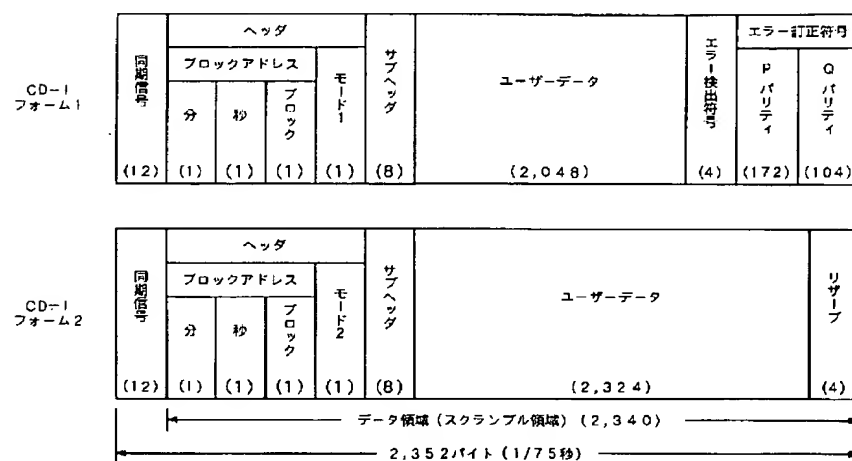 CD-I
フォーム1
同期信号
(12)
ヘッダ
ブロックアドレス
分
(1)
秒
(1)
ブロック
(1)
モード1
(1)
サブヘッダ
(8)
ユーザーデータ
(2,048)
エラー検出符号
(4)
エラー訂正符号
Pパリティ
(172)
Qパリティ
(104)
CD-I
フォーム2
同期信号
(12)
ヘッダ
ブロックアドレス
分
(1)
秒
(1)
ブロック
(1)
モード2
(1)
サブヘッダ
(8)
ユーザーデータ
(2,324)
リザーブ
(4)
データ領域(スクランブル領域)(2,340)
2,352バイト(1/75秒)